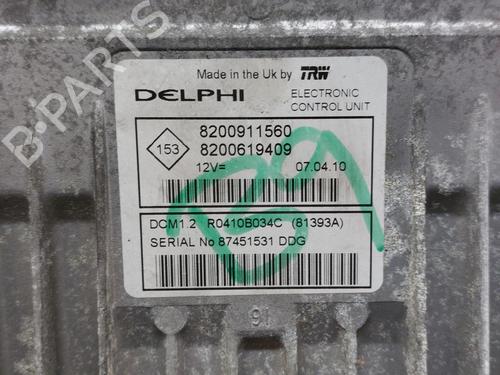 Made in the Uk by TRW
DELPHI ELECTRONIC
CONTROL UNIT
153
8200911560
8200619409
12V= 07.04.10
DCM1.2 R0410B034C (81393A)
SERIAL No 87451531 DDG
91
B-PARTS